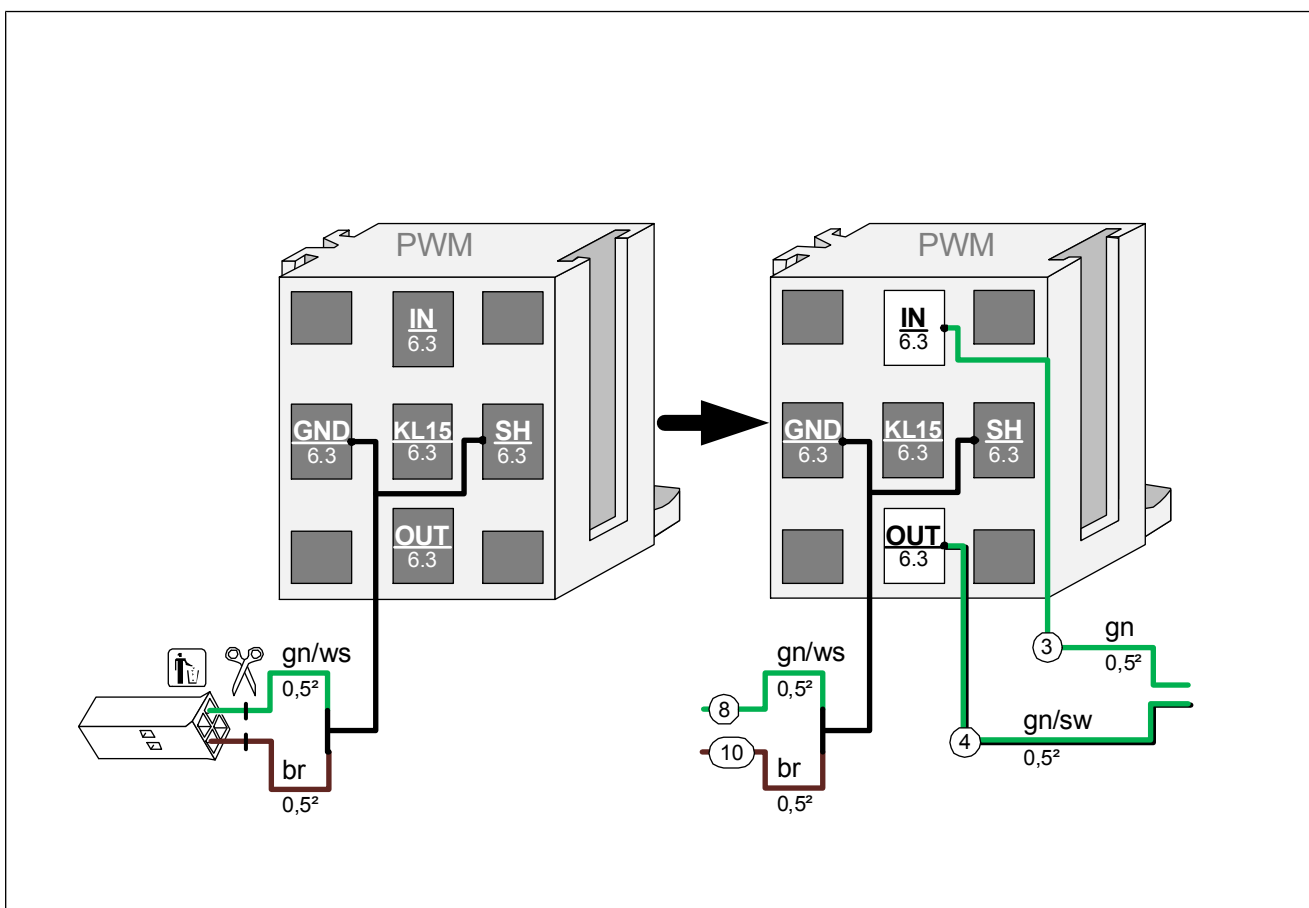 PWM
IN
6.3
GND
6.3
KL15
6.3
SH
6.3
OUT
6.3
gn/ws
0,5²
br
0,5²
PWM
IN
6.3
GND
6.3
KL15
6.3
SH
6.3
OUT
6.3
gn/ws
0,5²
8
10
br
0,5²
3
gn
0,5²
4
gn/sw
0,5²